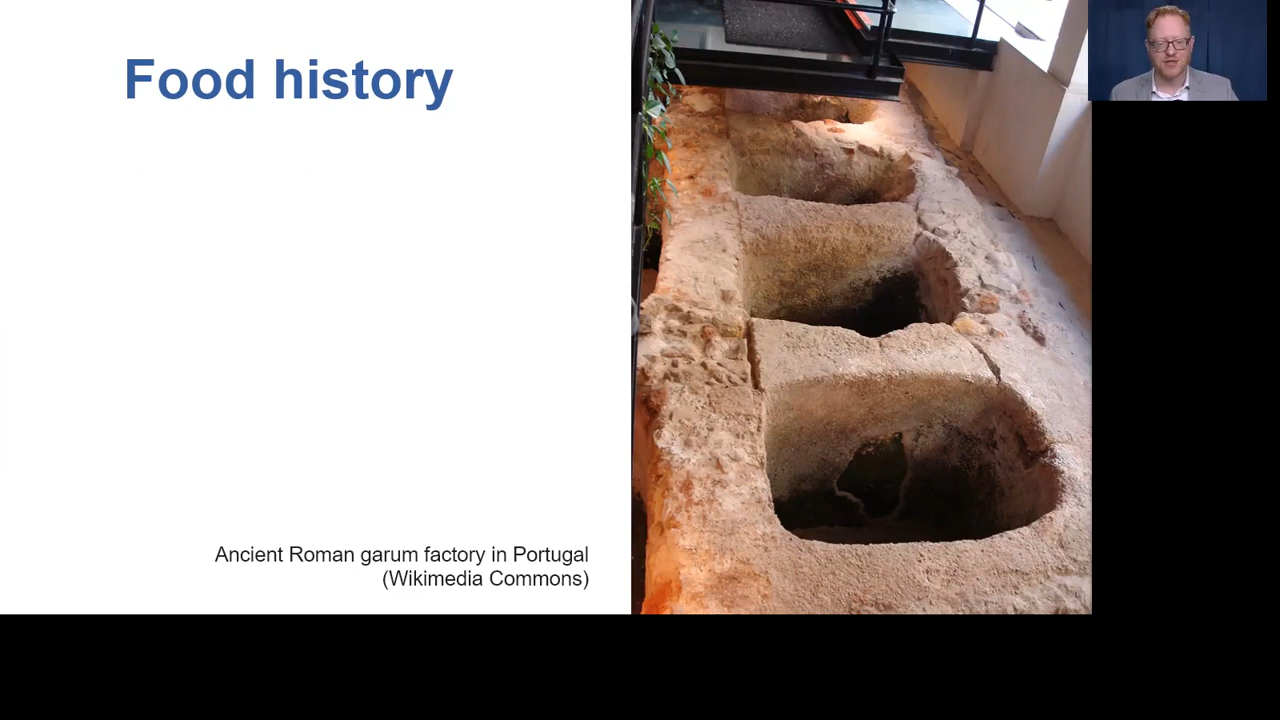 Food history
Ancient Roman garum factory in Portugal
(Wikimedia Commons)